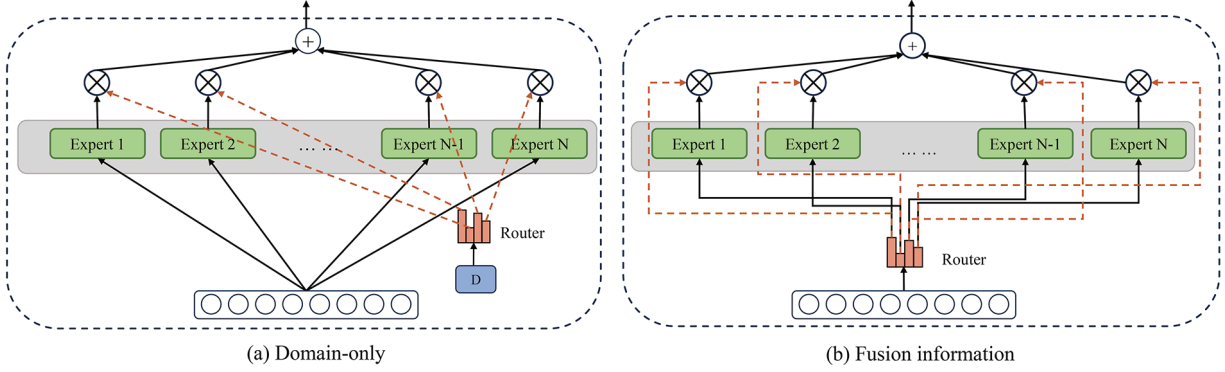 +
Expert 1 Expert 2 … … Expert N-1 Expert N
Router
D
(a) Domain-only
+
Expert 1 Expert 2 … … Expert N-1 Expert N
Router
(b) Fusion information